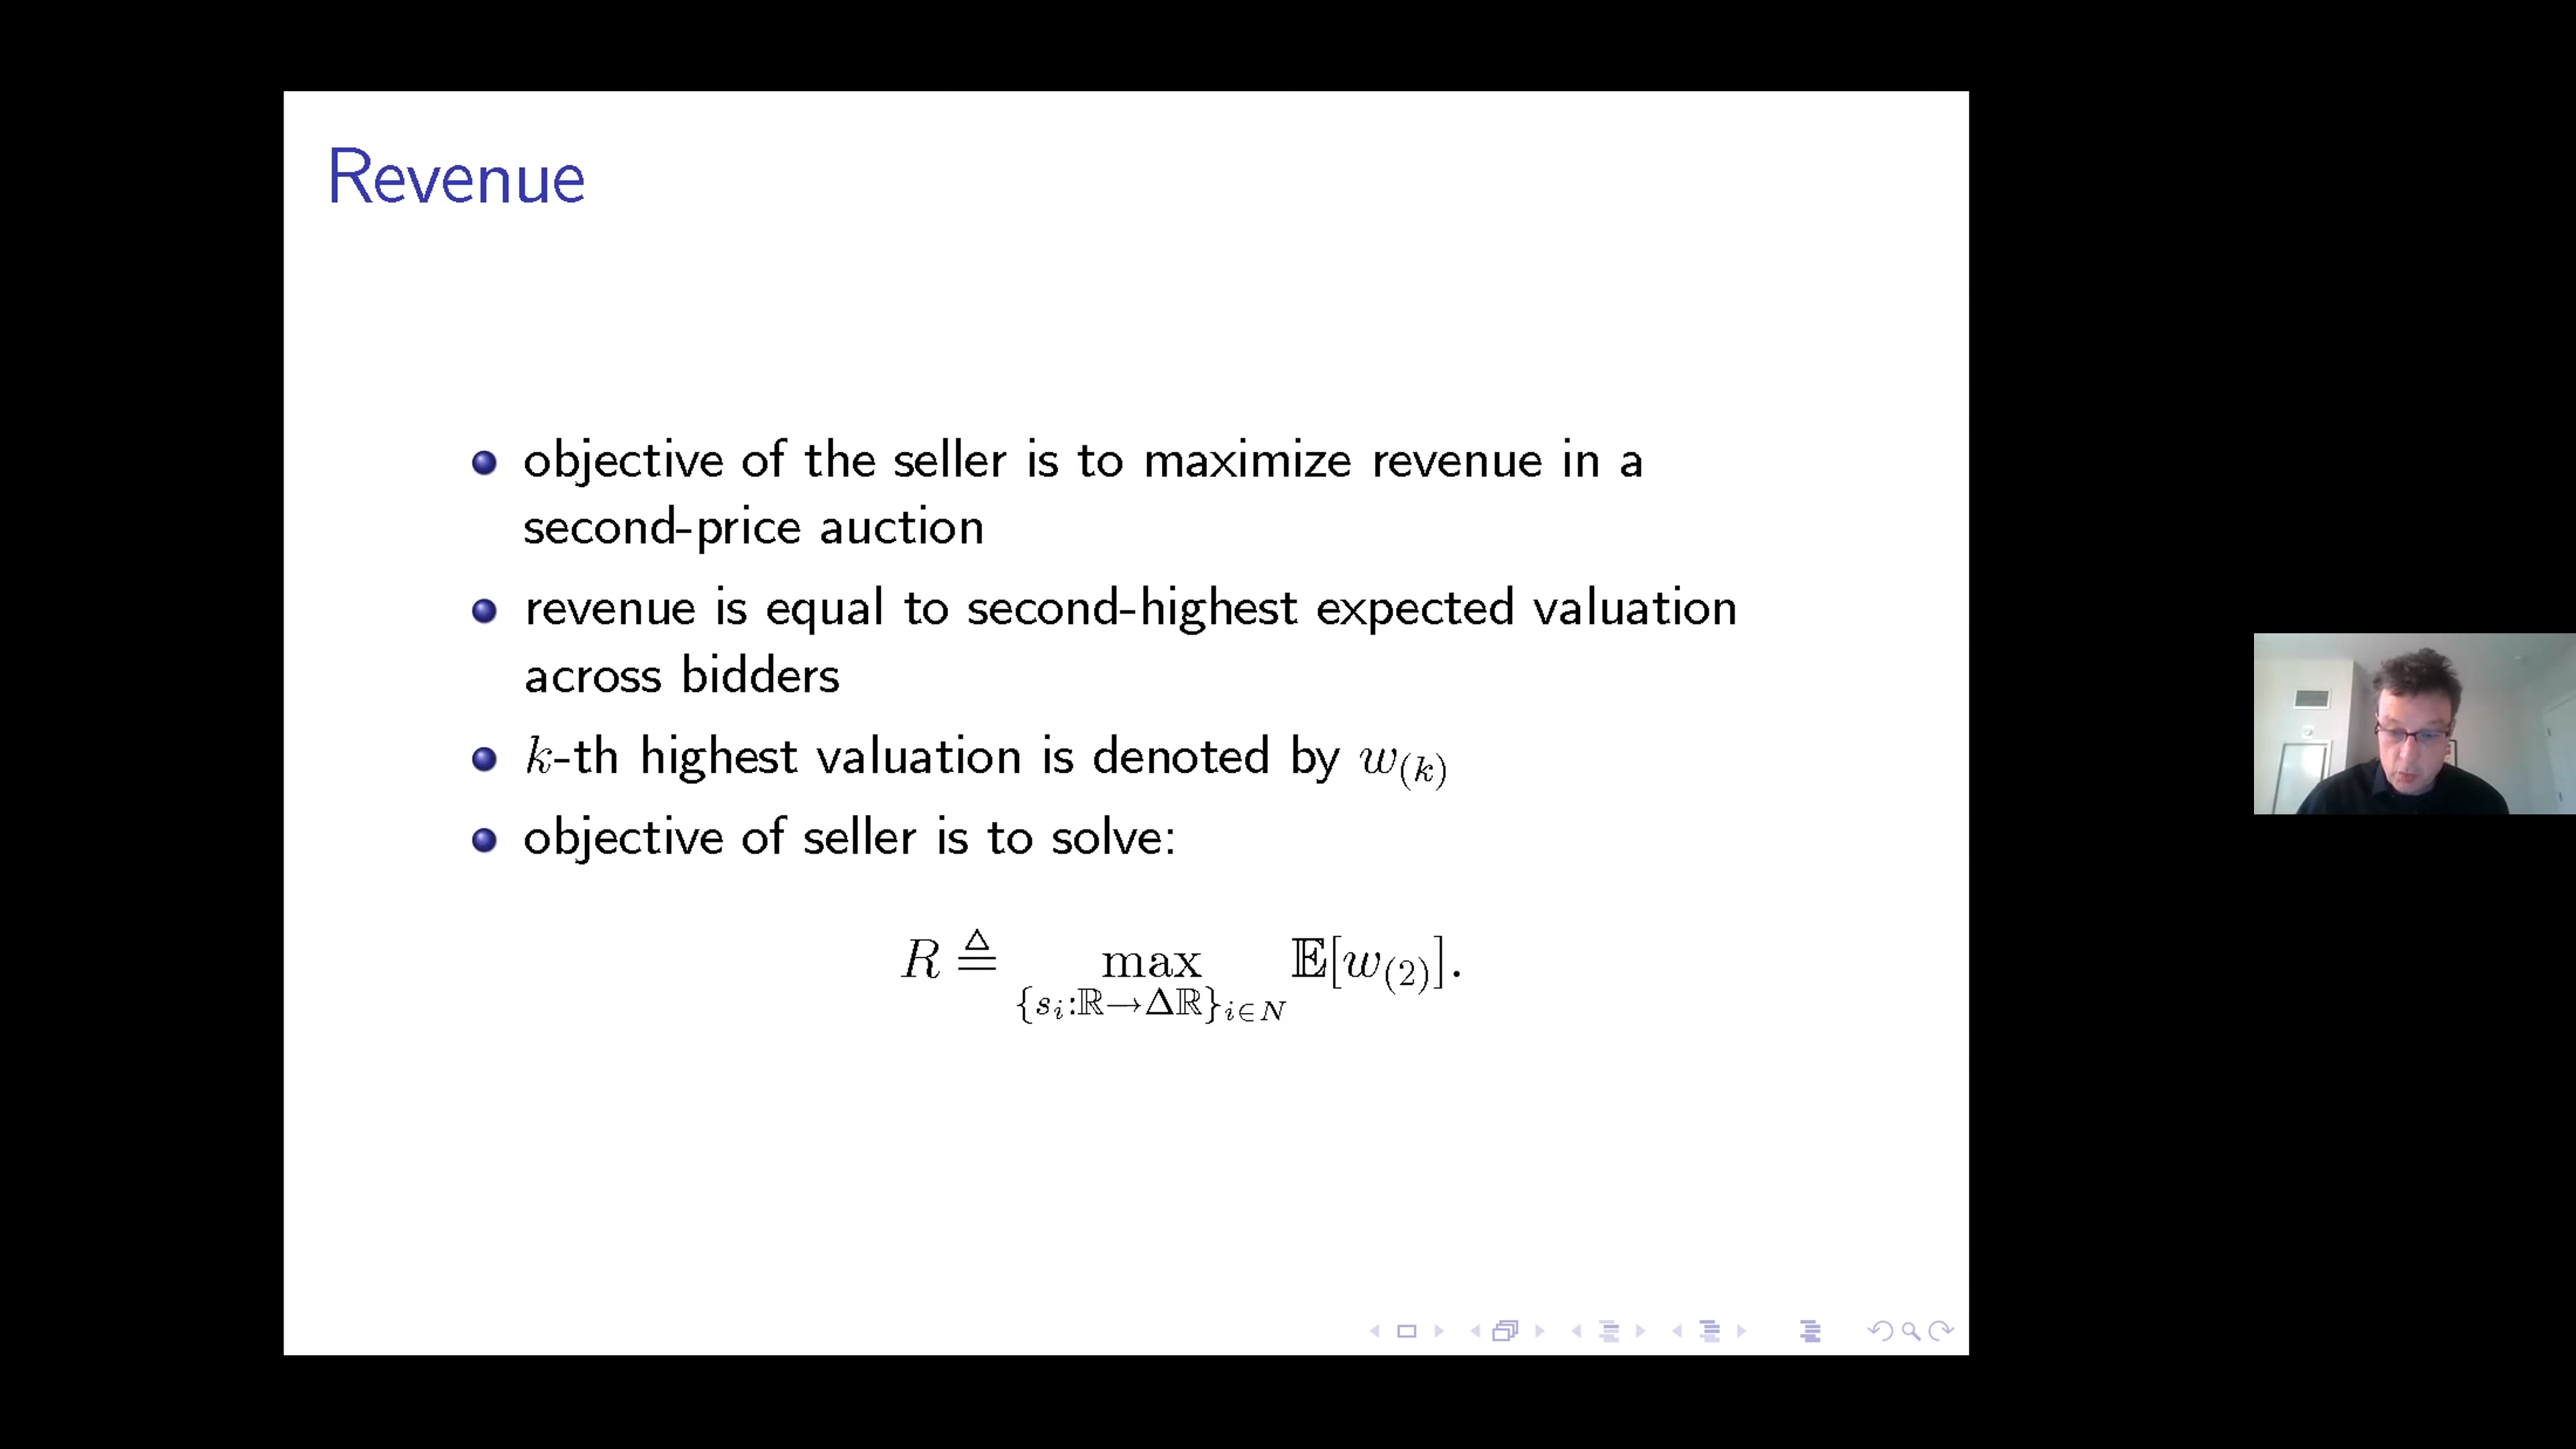 Revenue
objective of the seller is to maximize revenue in a
second-price auction
revenue is equal to second-highest expected valuation
across bidders
k-th highest valuation is denoted by w_(k)
objective of seller is to solve:
R ≜ max_{{s_i:ℝ→Δℝ}_{i∈N}} 𝔼[w_(2)].